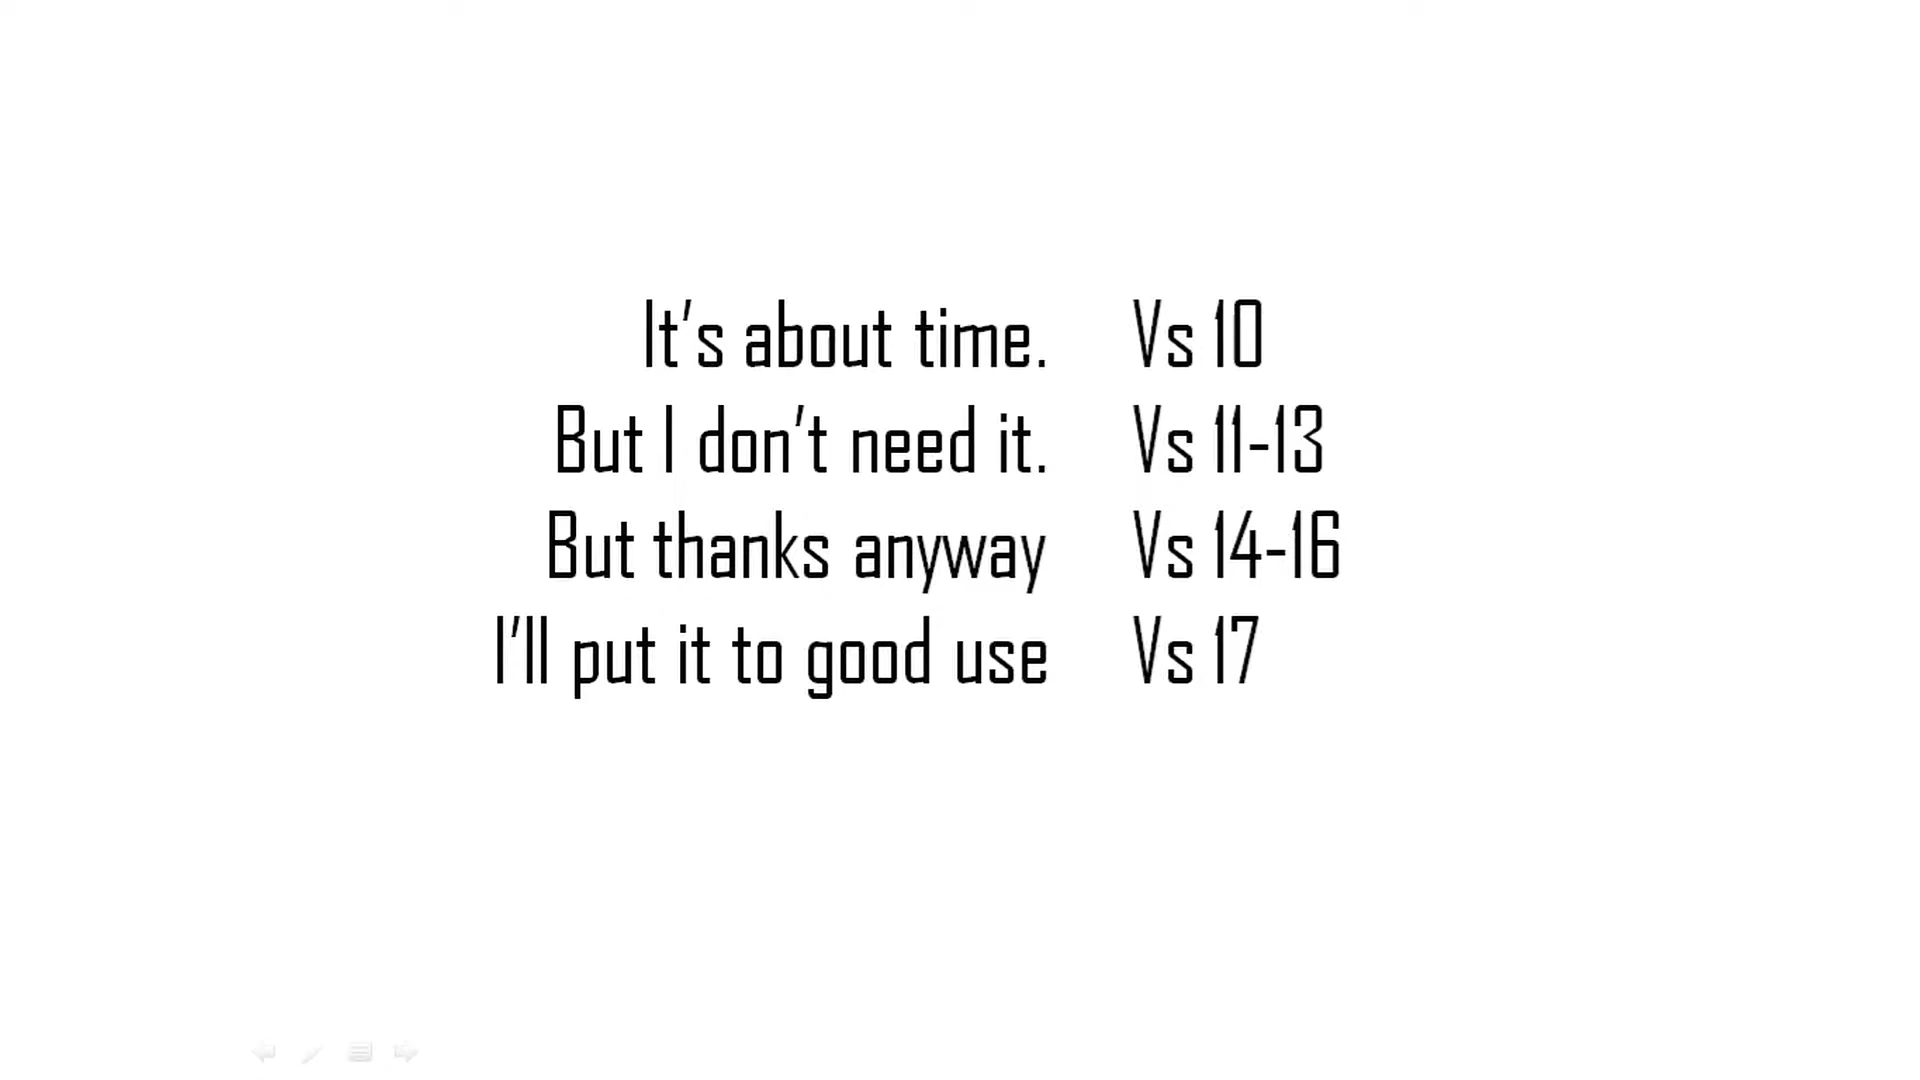 It's about time. Vs 10
But I don't need it. Vs 11-13
But thanks anyway Vs 14-16
I'll put it to good use Vs 17